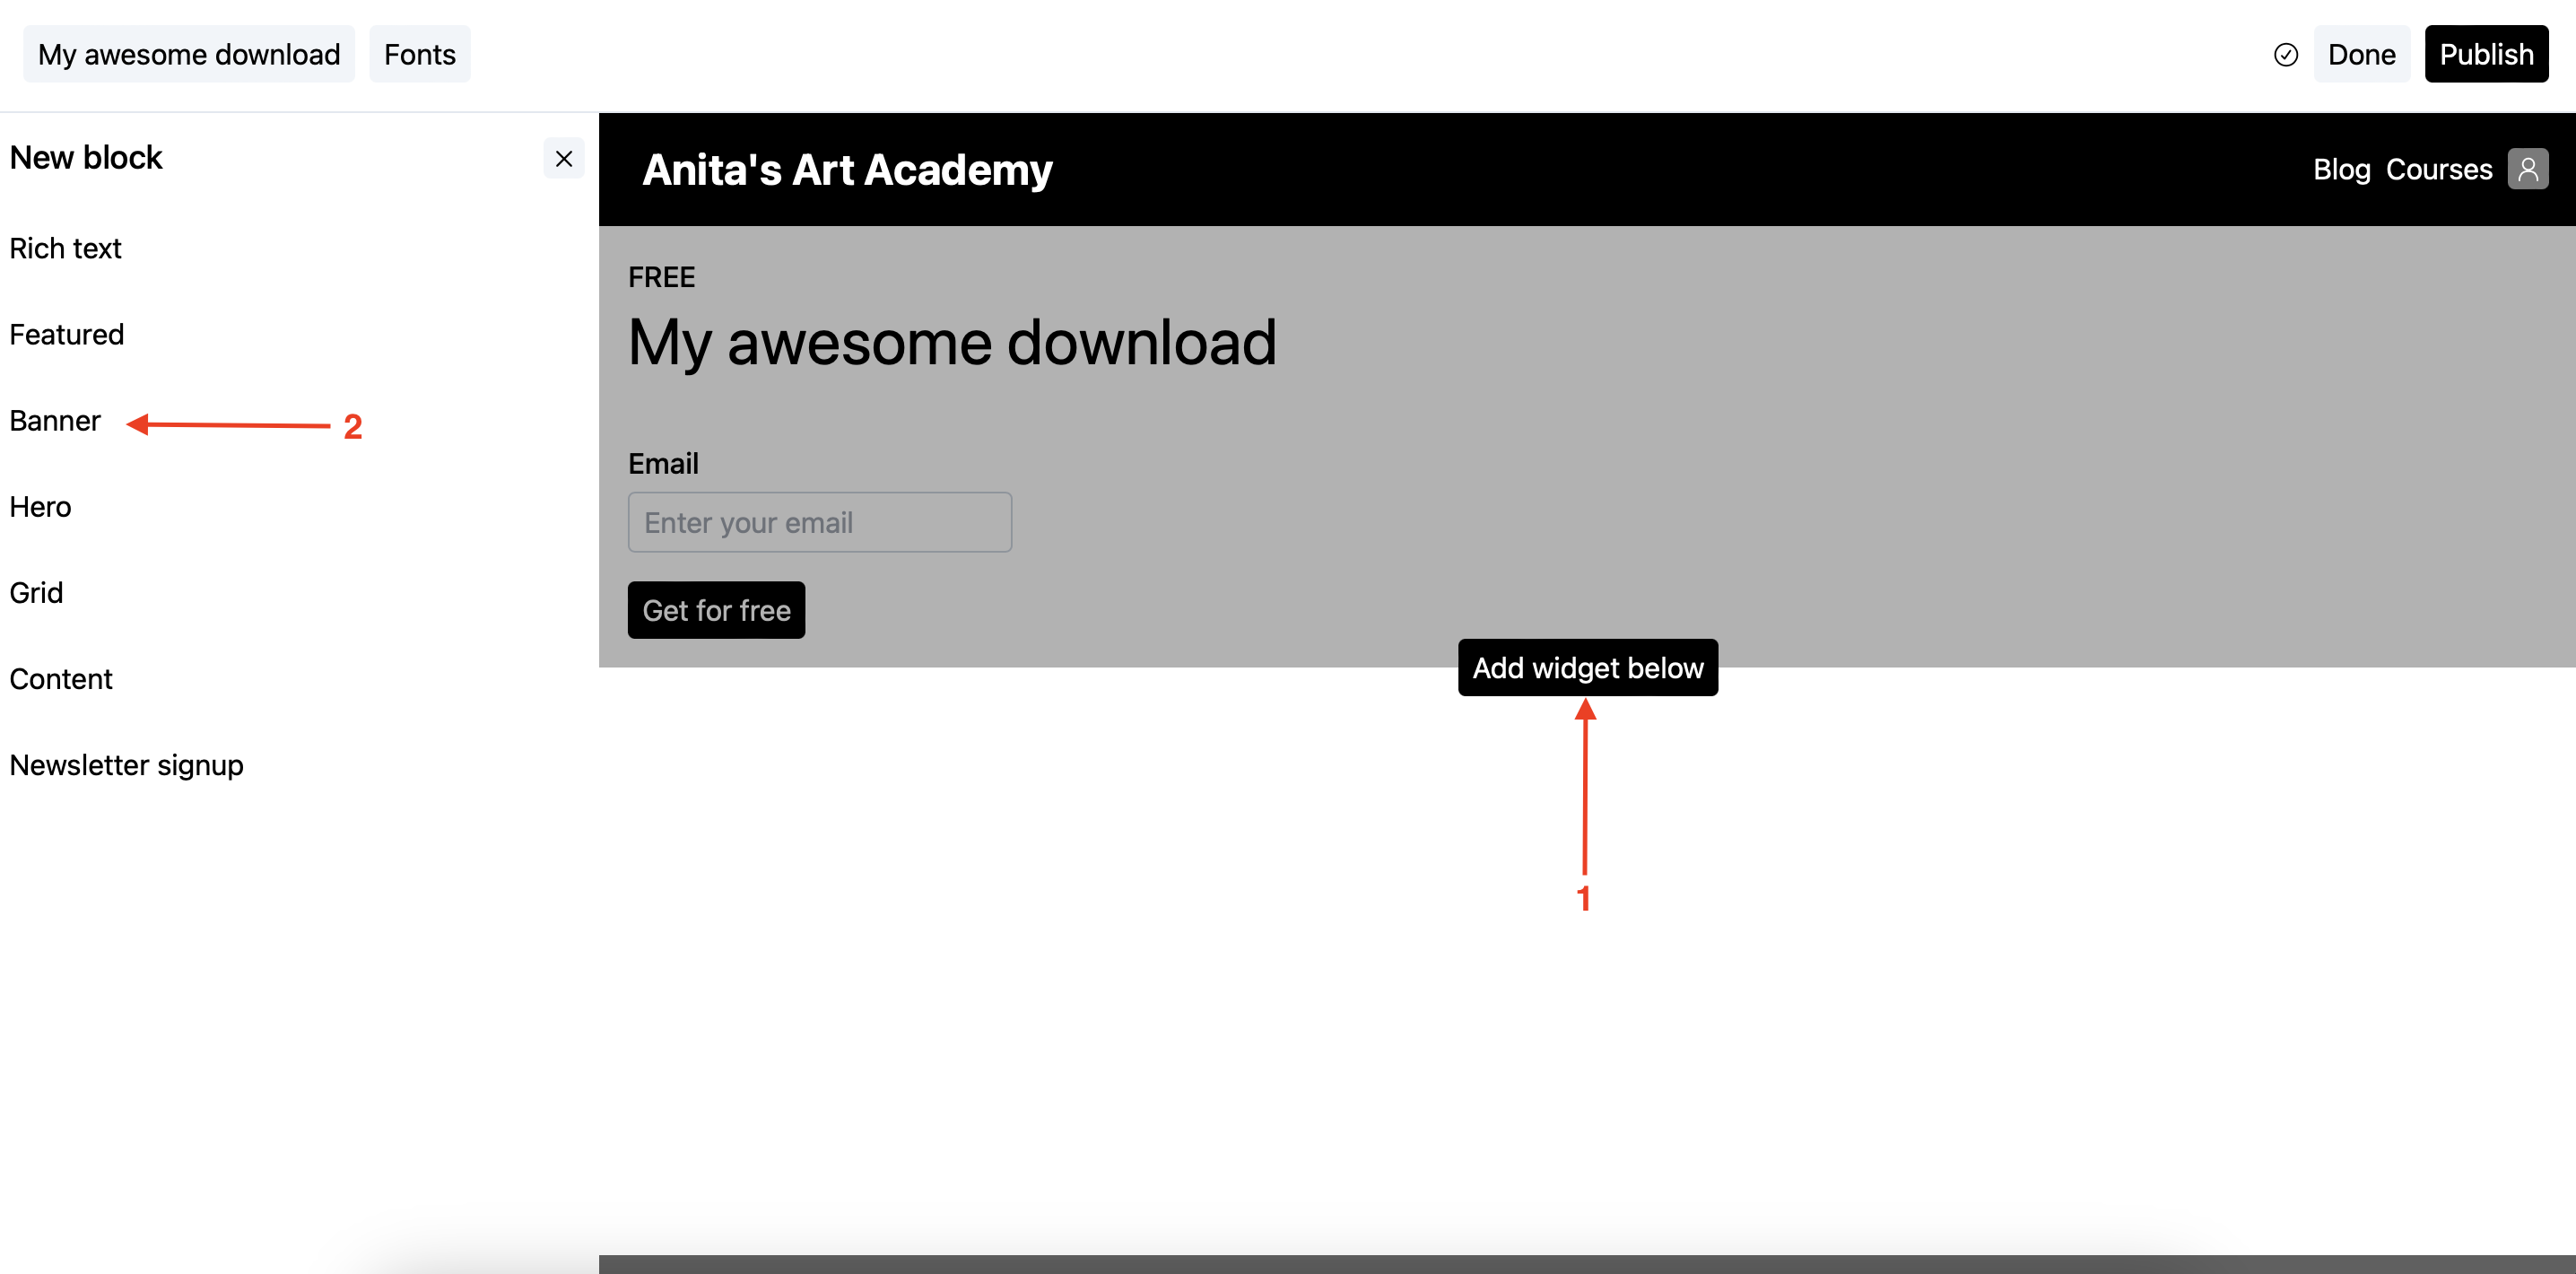 My awesome download Fonts Done Publish
New block
Rich text
Featured
Banner 2
Hero
Grid
Content
Newsletter signup
Anita's Art Academy Blog Courses
FREE
My awesome download
Email
Enter your email
Get for free
Add widget below
1